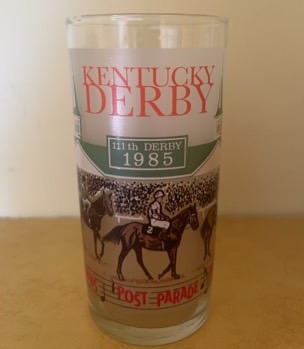 KENTUCKY
DERBY
111th DERBY
1985
2
POST PARADE